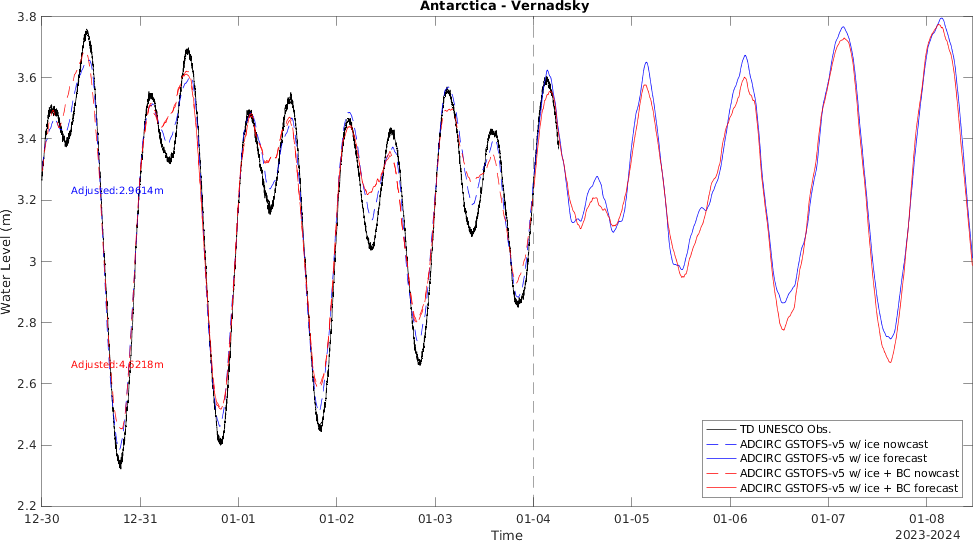 Antarctica - Vernadsky
3.8
3.6
3.4
3.2
3
2.8
2.6
2.4
2.2
Water Level (m)
Adjusted:2.9614m
Adjusted:4.6218m
TD UNESCO Obs.
ADCIRC GSTOFS-v5 w/ ice nowcast
ADCIRC GSTOFS-v5 w/ ice forecast
ADCIRC GSTOFS-v5 w/ ice + BC nowcast
ADCIRC GSTOFS-v5 w/ ice + BC forecast
12-30 12-31 01-01 01-02 01-03 01-04 01-05 01-06 01-07 01-08
Time
2023-2024